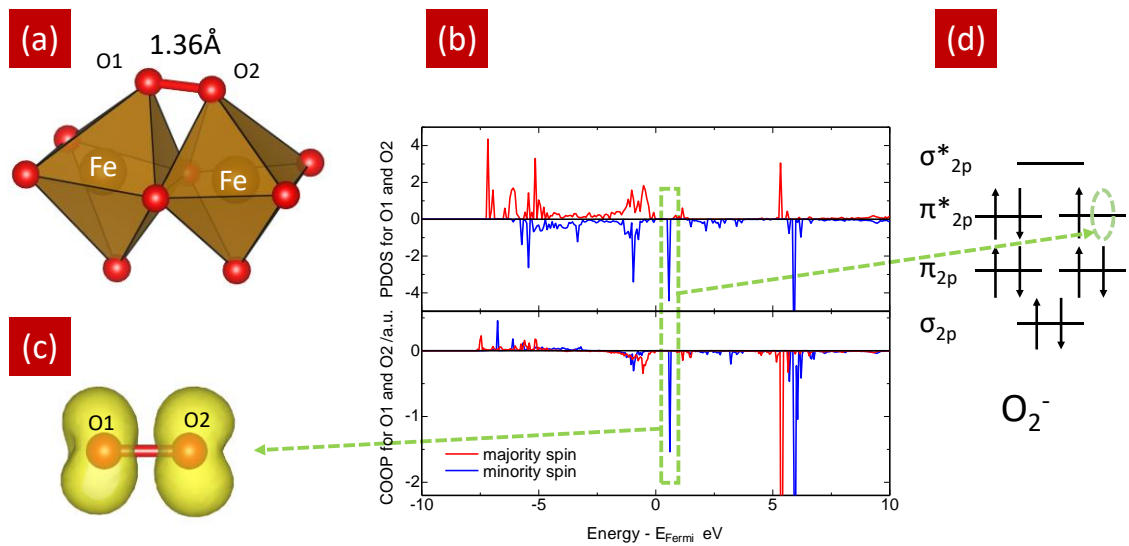 (a)
1.36Å
O1
O2
Fe
Fe
(b)
4
2
0
-2
-4
PDOS for O1 and O2
0
-1
-2
COOP for O1 and O2 /a.u.
majority spin
minority spin
-10
-5
0
5
10
Energy - E_Fermi eV
(c)
O1
O2
(d)
σ*2p
π*2p
π2p
σ2p
O2-